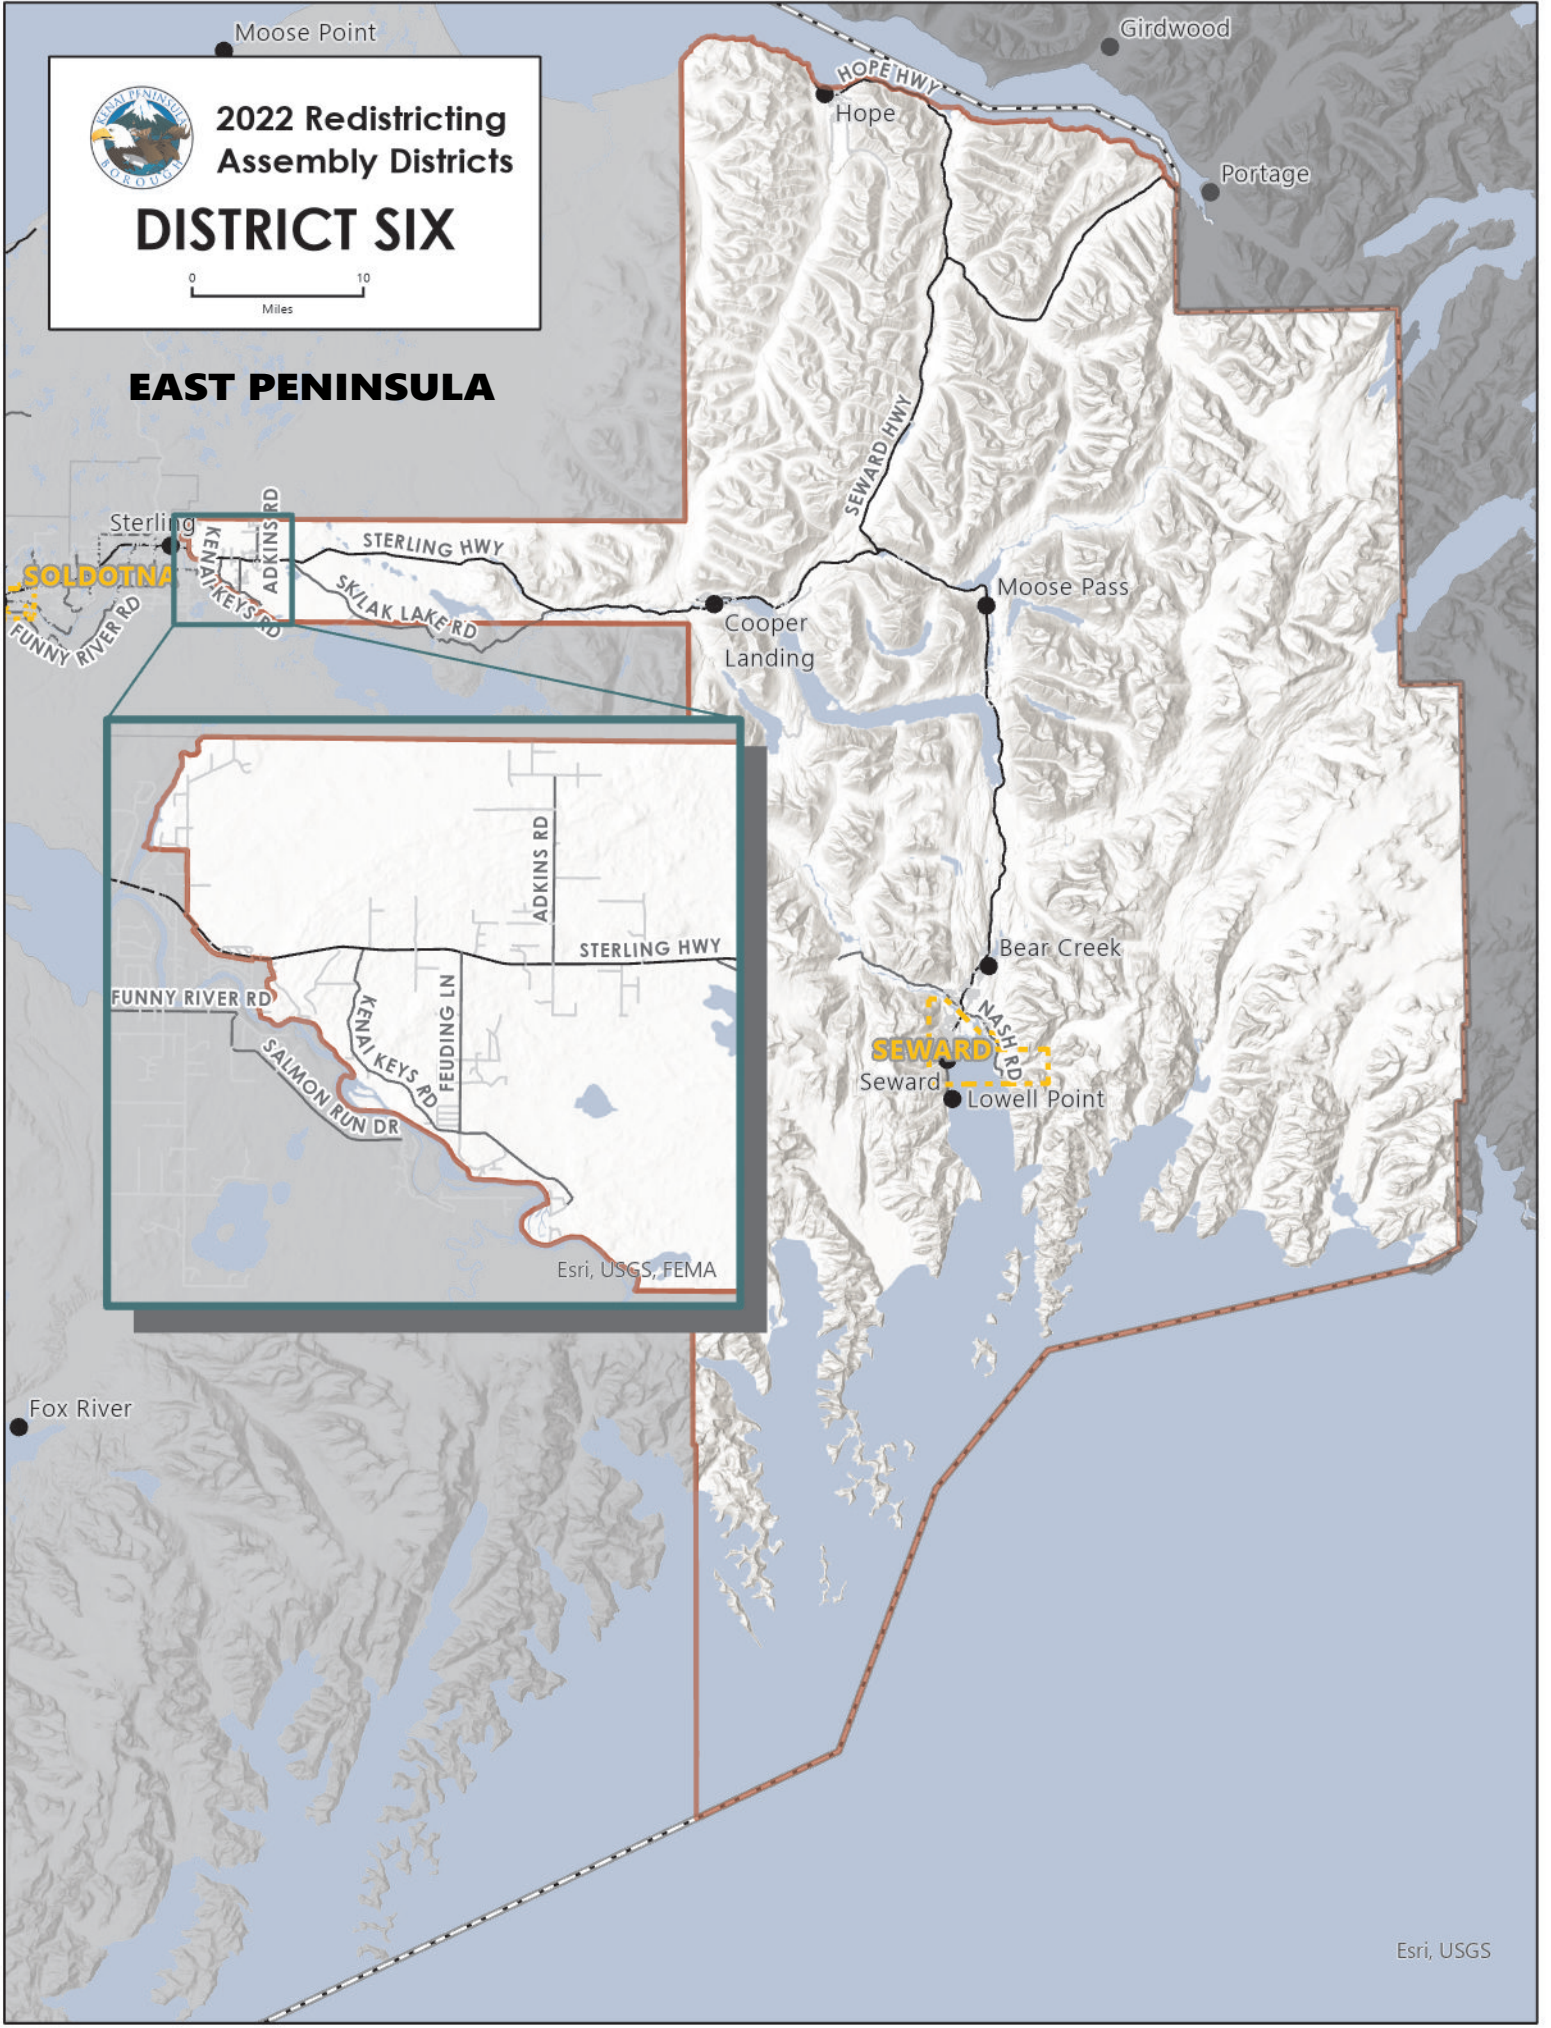 Moose Point
Girdwood
KENAI PENINSULA
BOROUGH
2022 Redistricting
Assembly Districts
DISTRICT SIX
0 10
Miles
HOPE HWY
Hope
Portage
EAST PENINSULA
SEWARD HWY
Sterling
KENAI KEYS RD
ADKINS RD
STERLING HWY
SOLDOTNA
FUNNY RIVER RD
SKILAK LAKE RD
Moose Pass
Cooper
Landing
ADKINS RD
STERLING HWY
FUNNY RIVER RD
KENAI KEYS RD
FEUDING LN
SALMON RUN DR
Esri, USGS, FEMA
Bear Creek
NASH RD
SEWARD
Seward
Lowell Point
Fox River
Esri, USGS